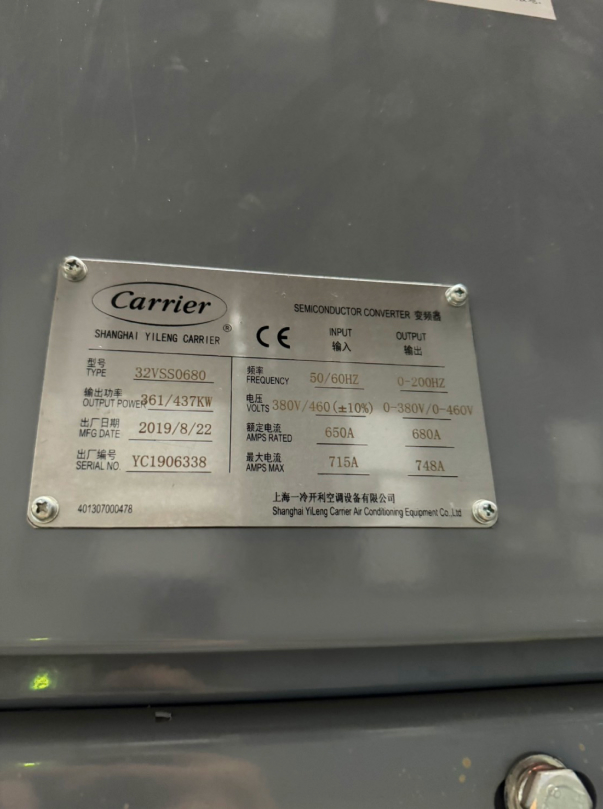 Carrier ®
SHANGHAI YILENG CARRIER
CE
SEMICONDUCTOR CONVERTER 变频器
INPUT 输入
OUTPUT 输出
型号 TYPE 32VSS0680
输出功率 OUTPUT POWER 361/437KW
出厂日期 MFG DATE 2019/8/22
出厂编号 SERIAL NO. YC1906338
频率 FREQUENCY 50/60HZ 0-200HZ
电压 VOLTS 380V/460(±10%) 0-380V/0-460V
额定电流 AMPS RATED 650A 680A
最大电流 AMPS MAX 715A 748A
401307000478
上海一冷开利空调设备有限公司
Shanghai YiLeng Carrier Air Conditioning Equipment Co., Ltd.